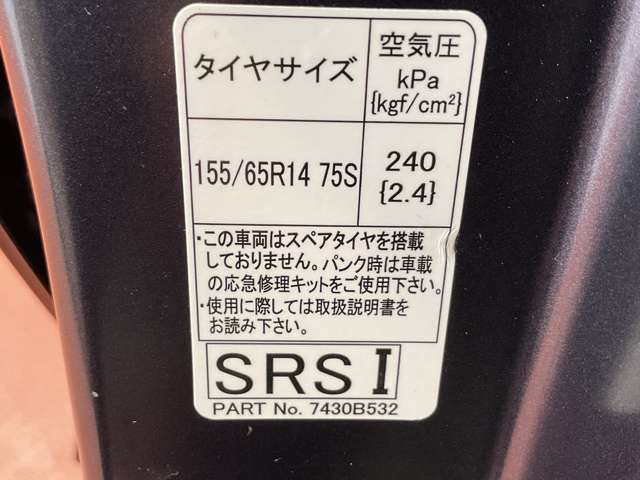 タイヤサイズ
空気圧
kPa
{kgf/cm²}
155/65R14 75S
240
{2.4}
・この車両はスペアタイヤを搭載
しておりません。パンク時は車載
の応急修理キットをご使用下さい。
・使用に際しては取扱説明書を
お読み下さい。
SRS I
PART No. 7430B532